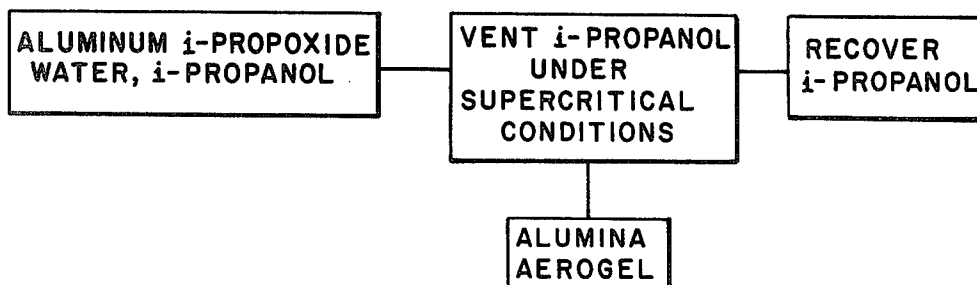 ALUMINUM i-PROPOXIDE
WATER, i-PROPANOL
VENT i-PROPANOL
UNDER
SUPERCRITICAL
CONDITIONS
RECOVER
i-PROPANOL
ALUMINA
AEROGEL